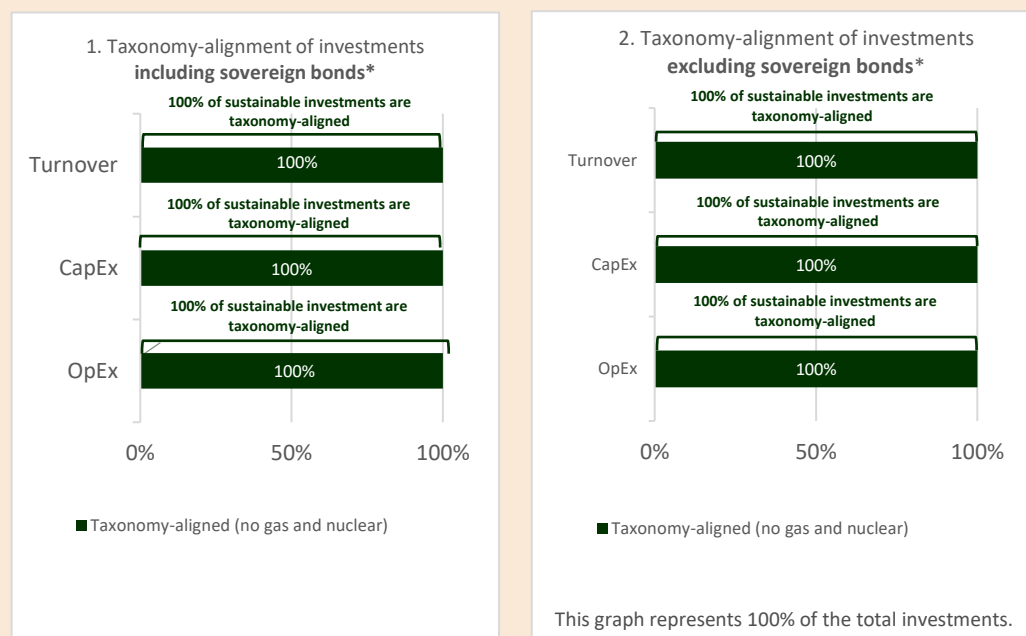 1. Taxonomy-alignment of investments
including sovereign bonds*
100% of sustainable investments are
taxonomy-aligned
Turnover
100%
100% of sustainable investments are
taxonomy-aligned
CapEx
100%
100% of sustainable investment are
taxonomy-aligned
OpEx
100%
0% 50% 100%
Taxonomy-aligned (no gas and nuclear)
2. Taxonomy-alignment of investments
excluding sovereign bonds*
100% of sustainable investments are
taxonomy-aligned
Turnover
100%
100% of sustainable investments are
taxonomy-aligned
CapEx
100%
100% of sustainable investments are
taxonomy-aligned
OpEx
100%
0% 50% 100%
Taxonomy-aligned (no gas and nuclear)
This graph represents 100% of the total investments.